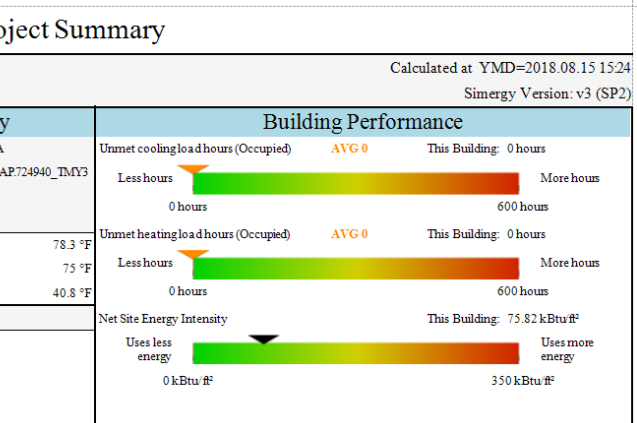 oject Summary
Calculated at YMD=2018.08.15 15:24
Simergy Version: v3 (SP2)
y
Building Performance
A
AP.724940_TMY3
78.3 °F
75 °F
40.8 °F
Unmet cooling load hours (Occupied) AVG 0 This Building: 0 hours
Less hours More hours
0 hours 600 hours
Unmet heating load hours (Occupied) AVG 0 This Building: 0 hours
Less hours More hours
0 hours 600 hours
Net Site Energy Intensity This Building: 75.82 kBtu/ft²
Uses less Uses more
energy energy
0 kBtu/ft² 350 kBtu/ft²